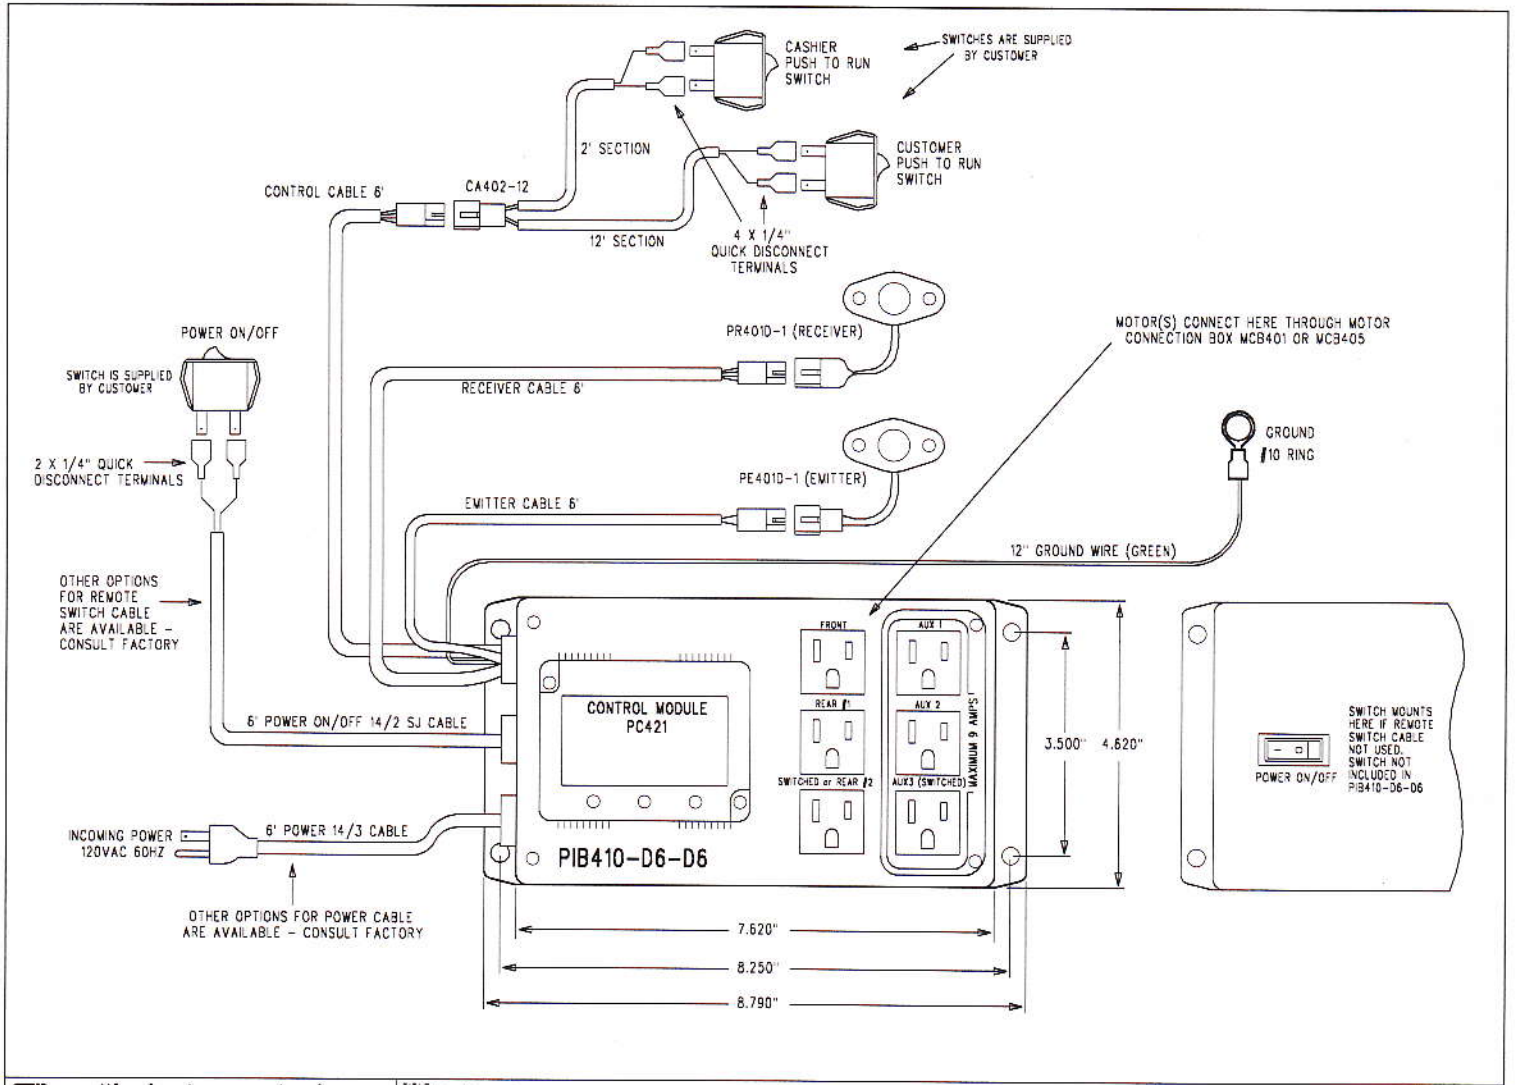 CASHIER
PUSH TO RUN
SWITCH
SWITCHES ARE SUPPLIED
BY CUSTOMER
2' SECTION
CUSTOMER
PUSH TO RUN
SWITCH
CONTROL CABLE 6'
CA402-12
12' SECTION
4 X 1/4"
QUICK DISCONNECT
TERMINALS
POWER ON/OFF
SWITCH IS SUPPLIED
BY CUSTOMER
PR401D-1 (RECEIVER)
RECEIVER CABLE 6'
MOTOR(S) CONNECT HERE THROUGH MOTOR
CONNECTION BOX MCB401 OR MCB405
2 X 1/4" QUICK
DISCONNECT TERMINALS
GROUND
#10 RING
PE401D-1 (EMITTER)
EMITTER CABLE 6'
12" GROUND WIRE (GREEN)
OTHER OPTIONS
FOR REMOTE
SWITCH CABLE
ARE AVAILABLE -
CONSULT FACTORY
FRONT
AUX 1
CONTROL MODULE
PC421
REAR #1
AUX 2
MAXIMUM 9 AMPS
6' POWER ON/OFF 14/2 SJ CABLE
3.500"
4.620"
SWITCH MOUNTS
HERE IF REMOTE
SWITCH CABLE
NOT USED.
SWITCH NOT
INCLUDED IN
PIB410-D6-D6
POWER ON/OFF
SWITCHED or REAR #2
AUX3 (SWITCHED)
INCOMING POWER
120VAC 60HZ
6' POWER 14/3 CABLE
PIB410-D6-D6
OTHER OPTIONS FOR POWER CABLE
ARE AVAILABLE - CONSULT FACTORY
7.620"
8.250"
8.790"